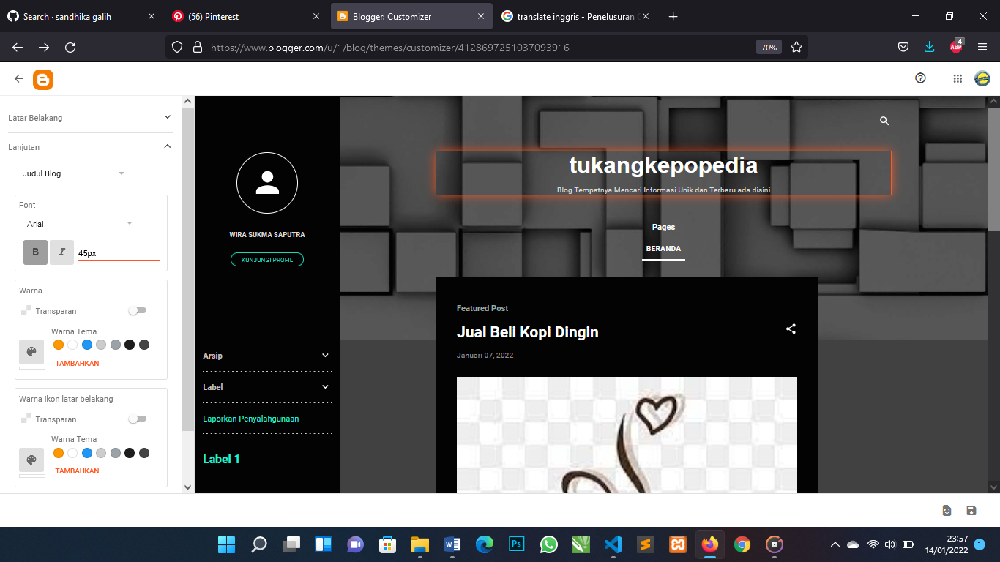 Search · sandhika galih
(56) Pinterest
Blogger: Customizer
translate inggris - Penelusuran
https://www.blogger.com/u/1/blog/themes/customizer/4128697251037093916
70%
ABP
4
Latar Belakang
Lanjutan
Judul Blog
Font
Arial
B
I
45px
Warna
Transparan
Warna Tema
TAMBAHKAN
Warna ikon latar belakang
Transparan
Warna Tema
TAMBAHKAN
WIRA SUKMA SAPUTRA
KUNJUNGI PROFIL
Arsip
Label
Laporkan Penyalahgunaan
Label 1
tukangkepopedia
Blog Tempatnya Mencari Informasi Unik dan Terbaru ada disini
Pages
BERANDA
Featured Post
Jual Beli Kopi Dingin
Januari 07, 2022
Ps
23:57
14/01/2022
1